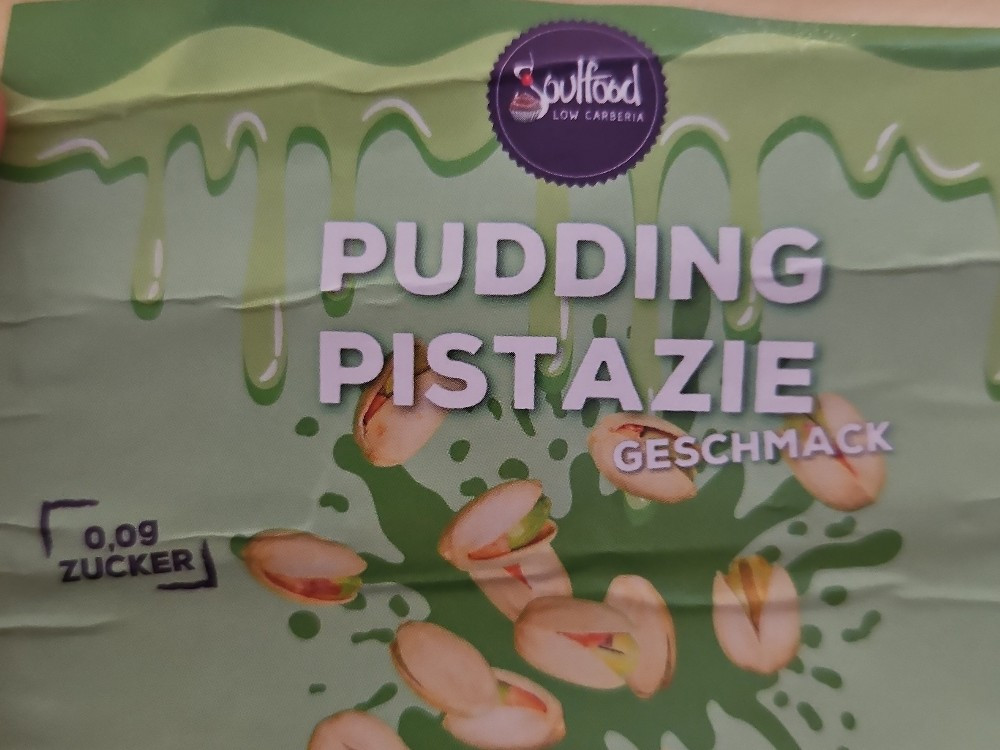 Soulfood
LOW CARBERIA
PUDDING
PISTAZIE
GESCHMACK
0,0g
ZUCKER